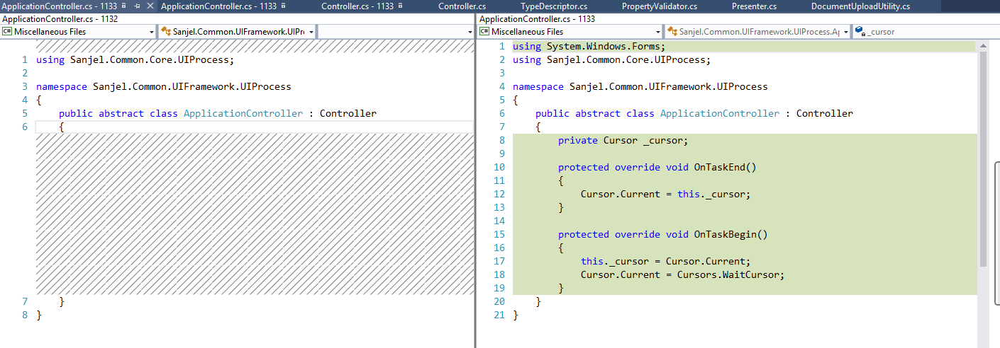 ApplicationController.cs - 1133 ApplicationController.cs - 1133 Controller.cs - 1133 Controller.cs TypeDescriptor.cs PropertyValidator.cs Presenter.cs DocumentUploadUtility.cs
ApplicationController.cs - 1132
C# Miscellaneous Files Sanjel.Common.UIFramework.UIPr
1 using Sanjel.Common.Core.UIProcess;
2
3 namespace Sanjel.Common.UIFramework.UIProcess
4 {
5 public abstract class ApplicationController : Controller
6 {
7 }
8 }
ApplicationController.cs - 1133
C# Miscellaneous Files Sanjel.Common.UIFramework.UIProcess.Ap _cursor
1 using System.Windows.Forms;
2 using Sanjel.Common.Core.UIProcess;
3
4 namespace Sanjel.Common.UIFramework.UIProcess
5 {
6 public abstract class ApplicationController : Controller
7 {
8 private Cursor _cursor;
9
10 protected override void OnTaskEnd()
11 {
12 Cursor.Current = this._cursor;
13 }
14
15 protected override void OnTaskBegin()
16 {
17 this._cursor = Cursor.Current;
18 Cursor.Current = Cursors.WaitCursor;
19 }
20 }
21 }